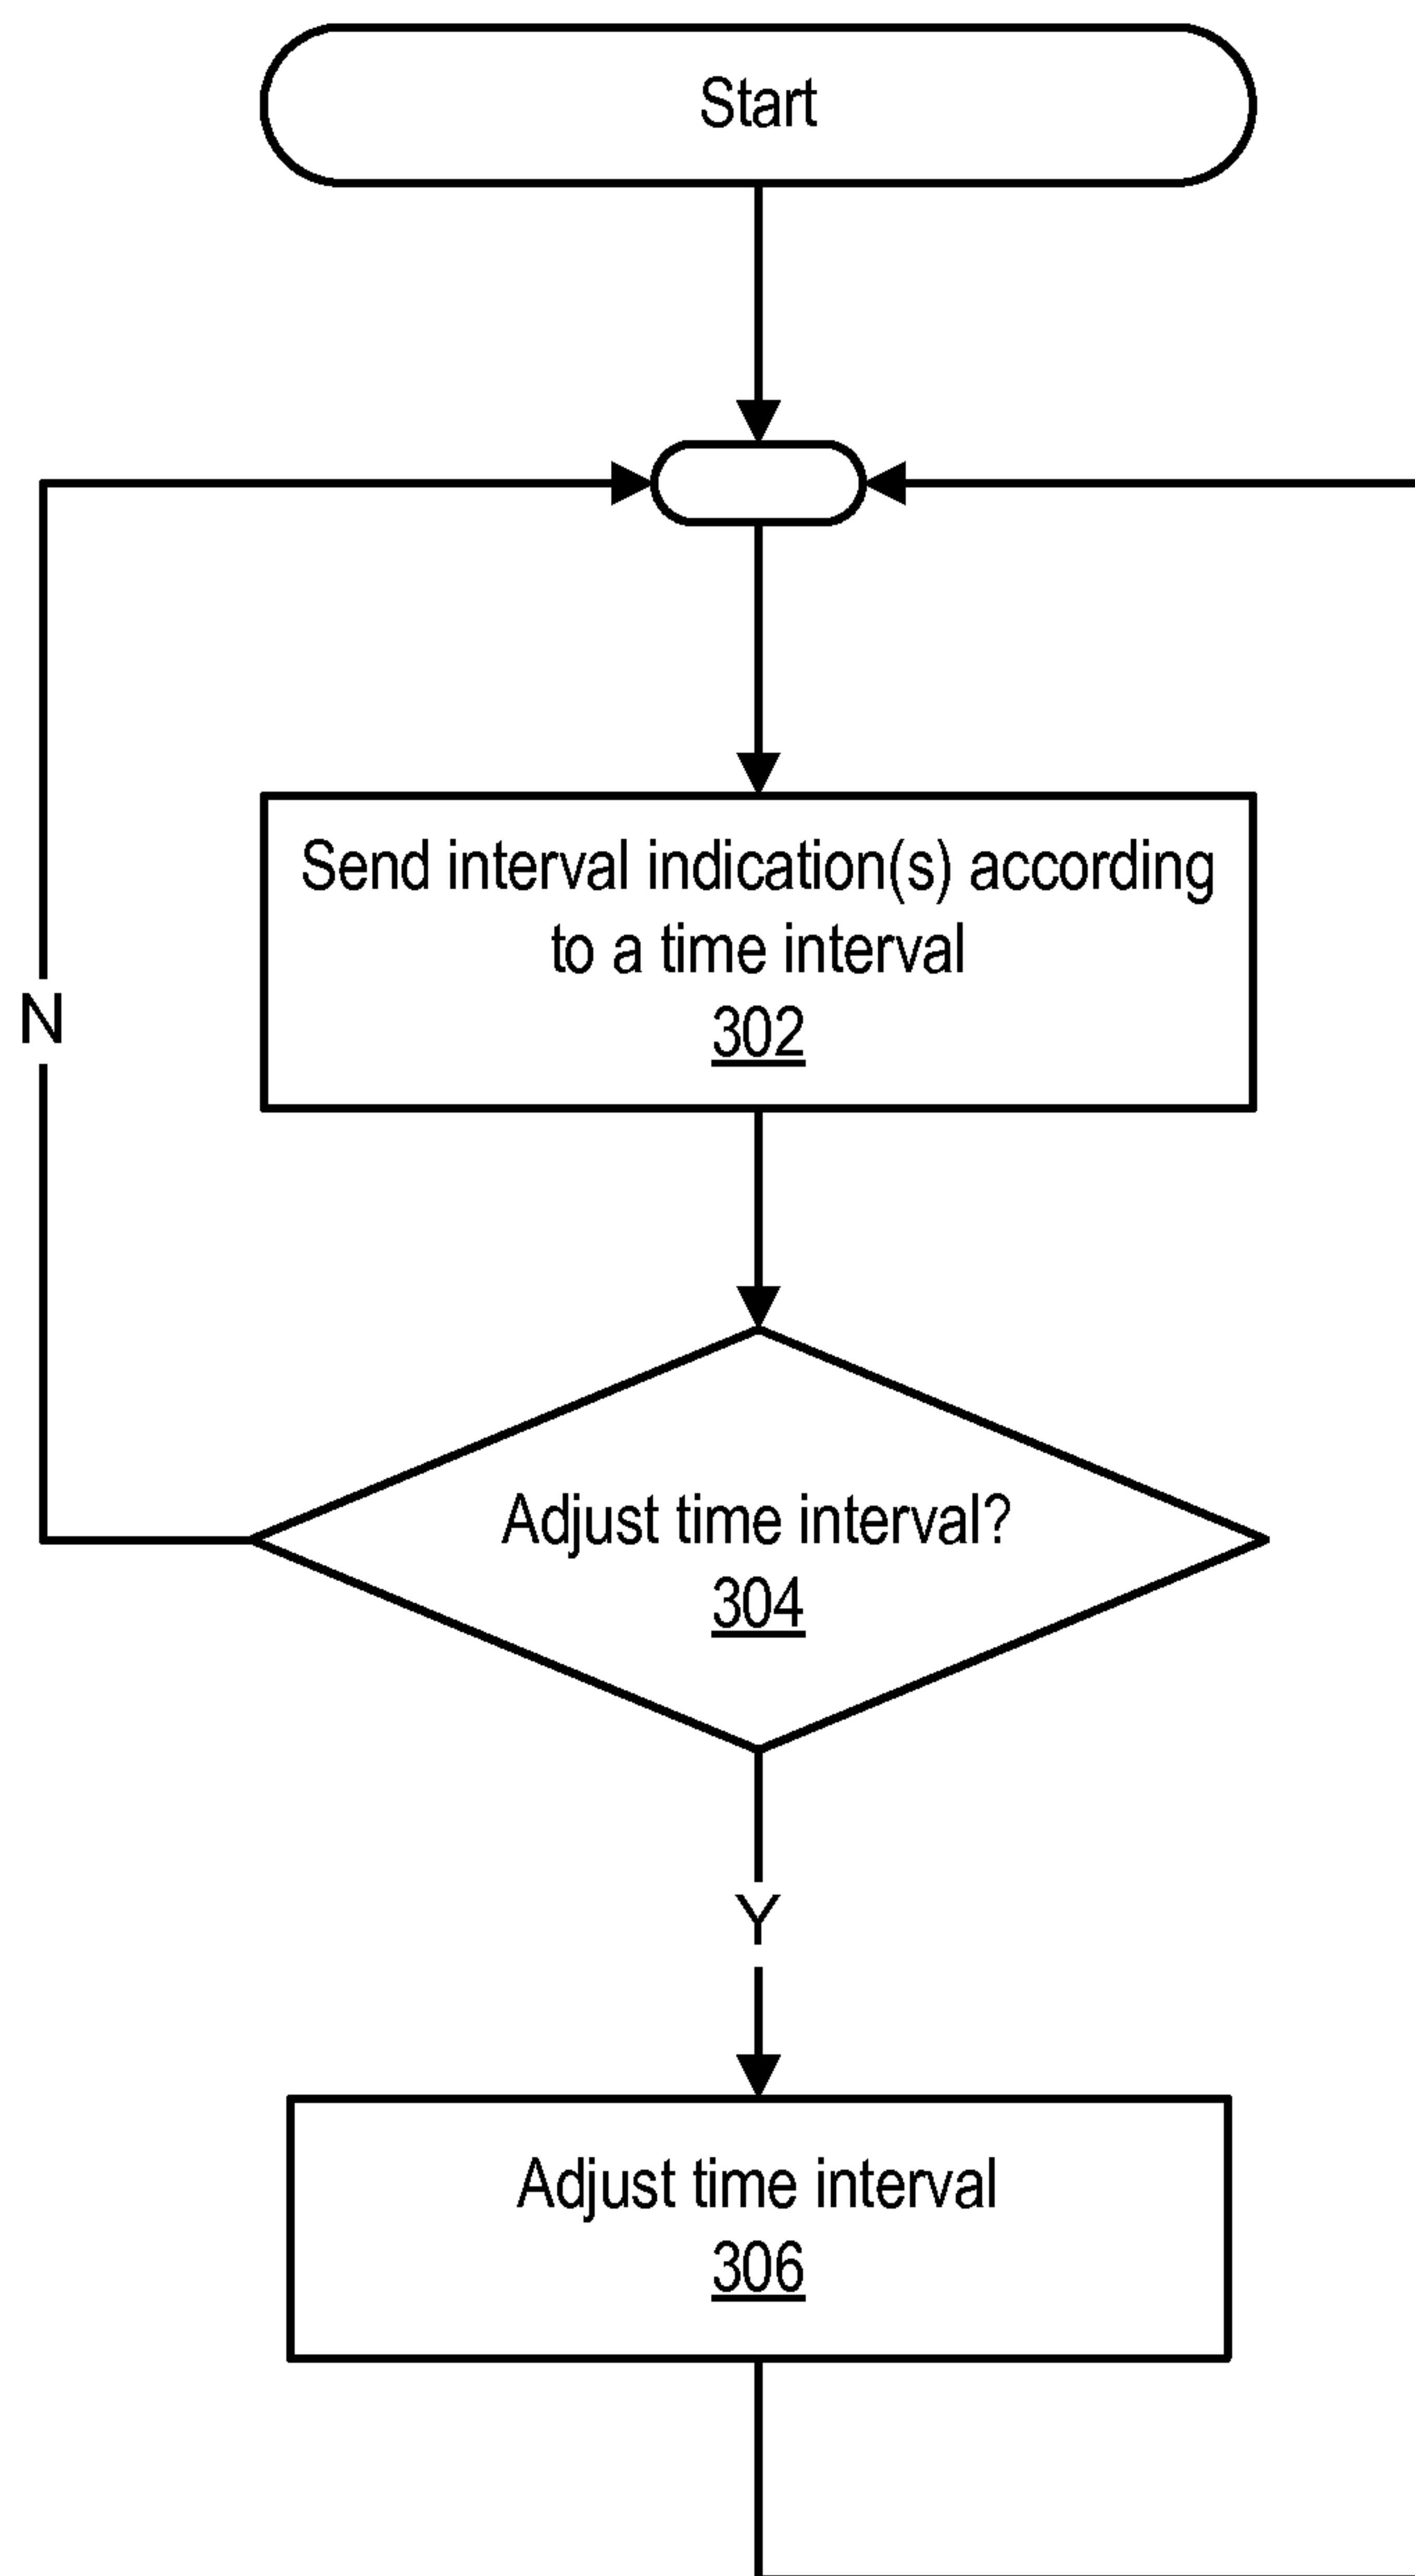 Start
Send interval indication(s) according
to a time interval
302
N
Adjust time interval?
304
Y
Adjust time interval
306